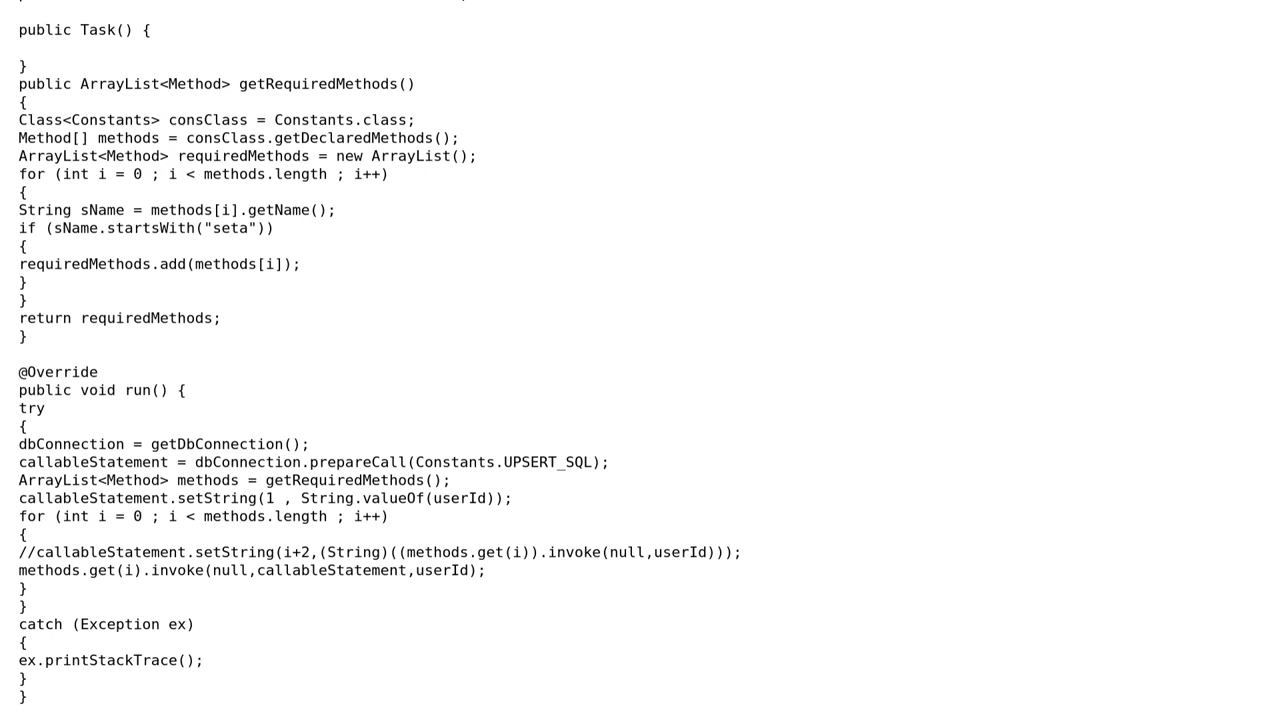 public Task() {
}
public ArrayList<Method> getRequiredMethods()
{
Class<Constants> consClass = Constants.class;
Method[] methods = consClass.getDeclaredMethods();
ArrayList<Method> requiredMethods = new ArrayList();
for (int i = 0 ; i < methods.length ; i++)
{
String sName = methods[i].getName();
if (sName.startsWith("seta"))
{
requiredMethods.add(methods[i]);
}
}
return requiredMethods;
}
@Override
public void run() {
try
{
dbConnection = getDbConnection();
callableStatement = dbConnection.prepareCall(Constants.UPSERT_SQL);
ArrayList<Method> methods = getRequiredMethods();
callableStatement.setString(1 , String.valueOf(userId));
for (int i = 0 ; i < methods.length ; i++)
{
//callableStatement.setString(i+2,(String)((methods.get(i)).invoke(null,userId)));
methods.get(i).invoke(null,callableStatement,userId);
}
}
catch (Exception ex)
{
ex.printStackTrace();
}
}